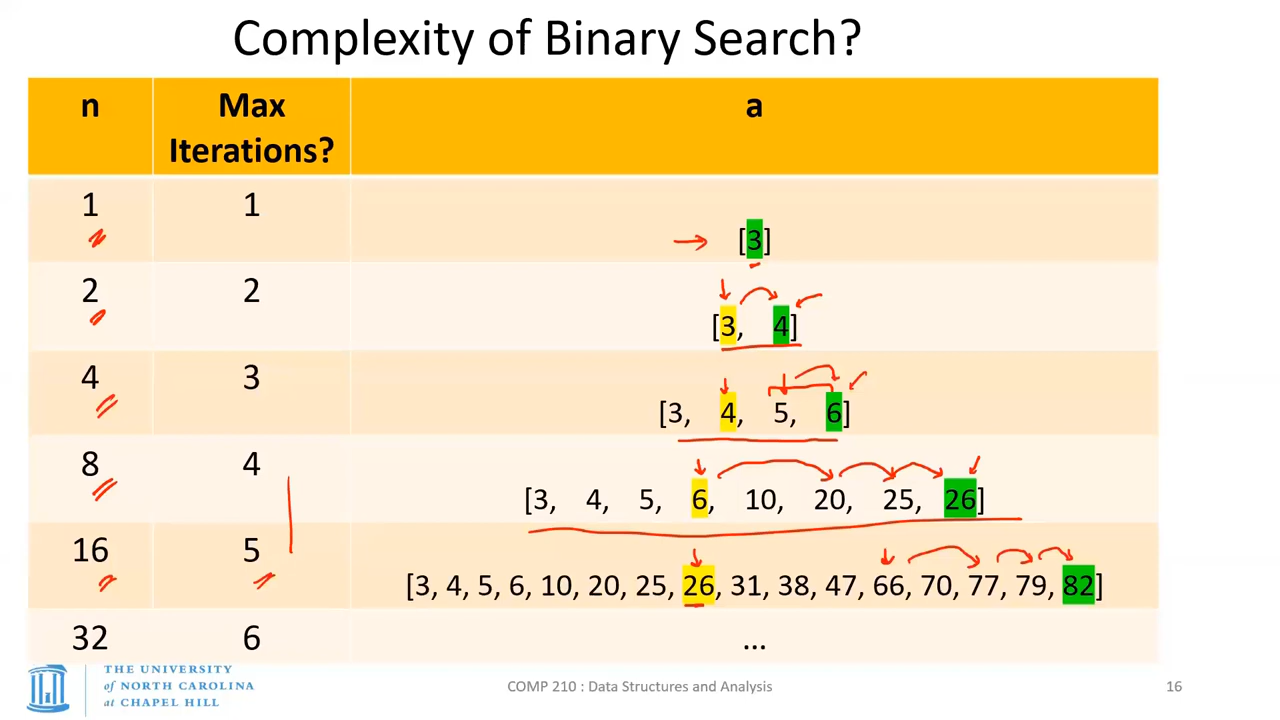 Complexity of Binary Search?
n Max Iterations? a
1 1 [3]
2 2 [3, 4]
4 3 [3, 4, 5, 6]
8 4 [3, 4, 5, 6, 10, 20, 25, 26]
16 5 [3, 4, 5, 6, 10, 20, 25, 26, 31, 38, 47, 66, 70, 77, 79, 82]
32 6 ...
THE UNIVERSITY
of NORTH CAROLINA
at CHAPEL HILL
COMP 210 : Data Structures and Analysis
16